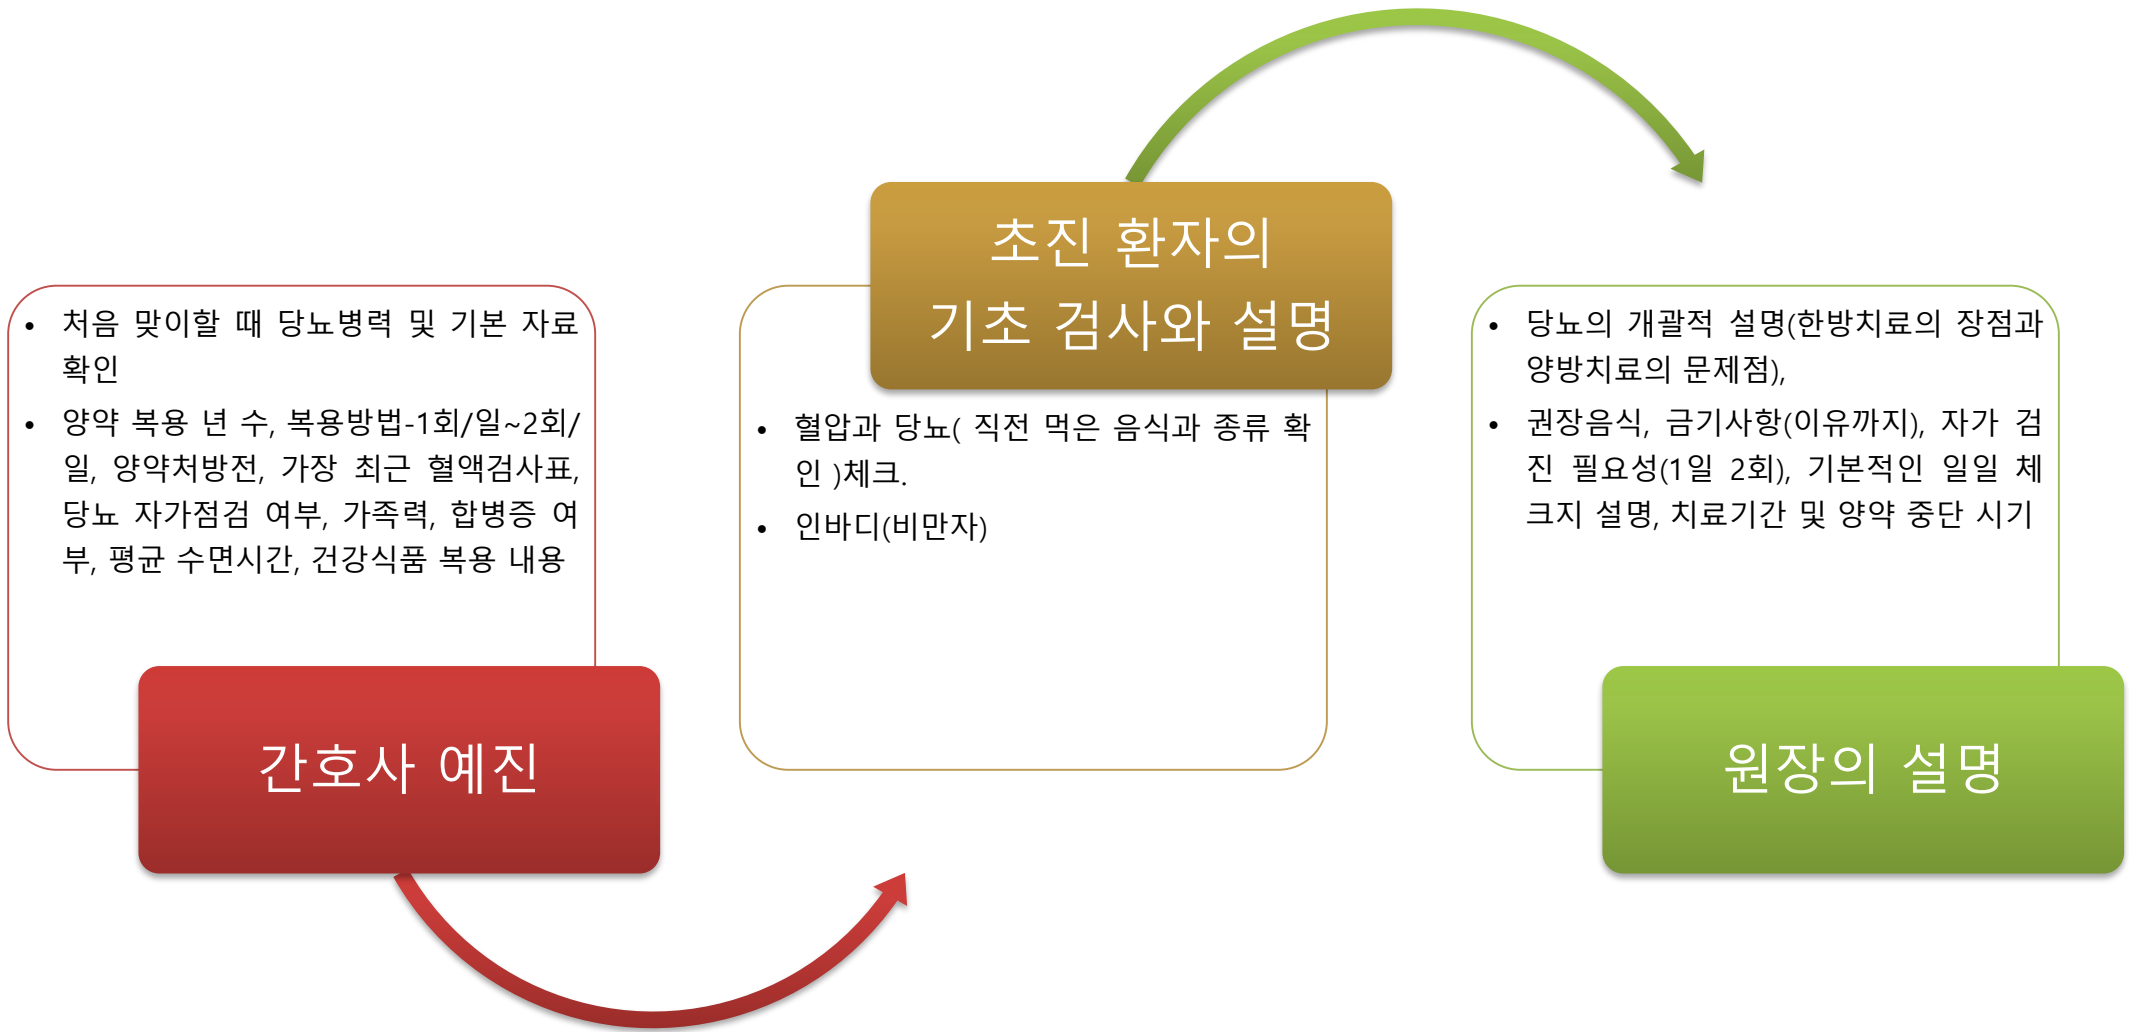 • 처음 맞이할 때 당뇨병력 및 기본 자료
확인
• 양약 복용 년 수, 복용방법-1회/일~2회/
일, 양약처방전, 가장 최근 혈액검사표,
당뇨 자가점검 여부, 가족력, 합병증 여
부, 평균 수면시간, 건강식품 복용 내용
간호사 예진
초진 환자의
기초 검사와 설명
• 혈압과 당뇨( 직전 먹은 음식과 종류 확
인 )체크.
• 인바디(비만자)
• 당뇨의 개괄적 설명(한방치료의 장점과
양방치료의 문제점),
• 권장음식, 금기사항(이유까지), 자가 검
진 필요성(1일 2회), 기본적인 일일 체
크지 설명, 치료기간 및 양약 중단 시기
원장의 설명